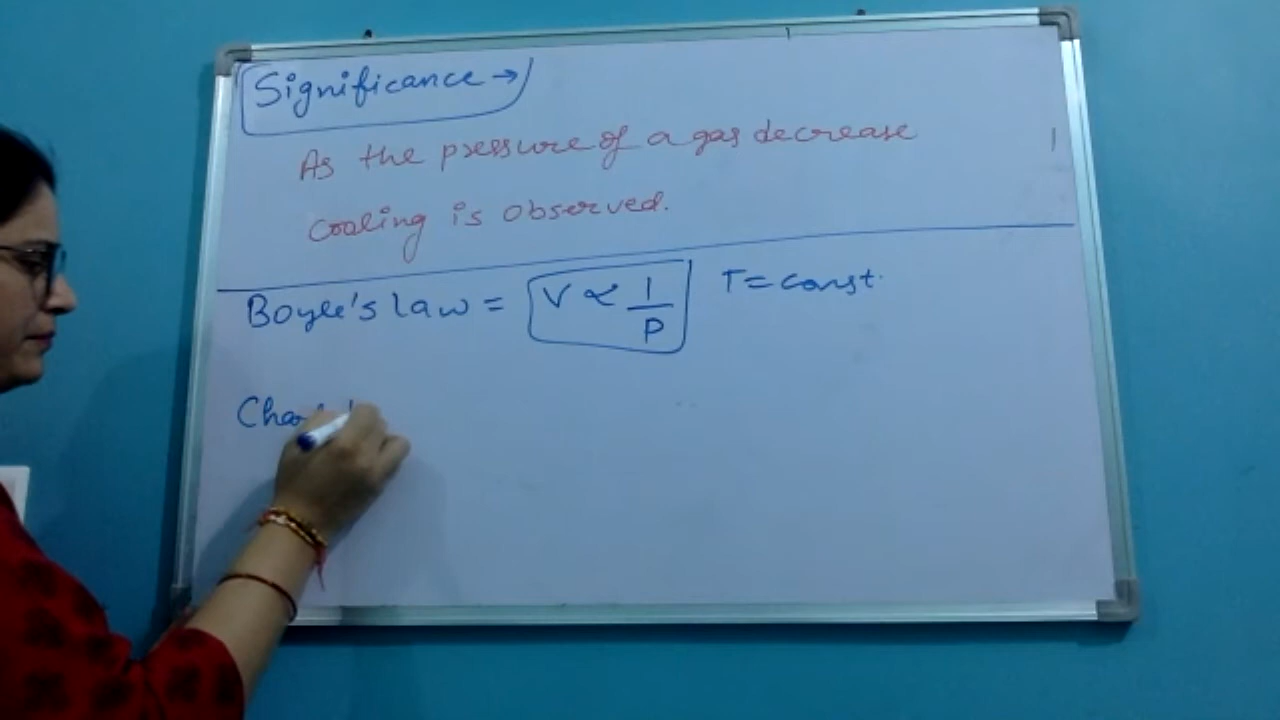 Significance →
As the pressure of a gas decrease
cooling is observed.
Boyle's law = V ∝ 1/P T = const.